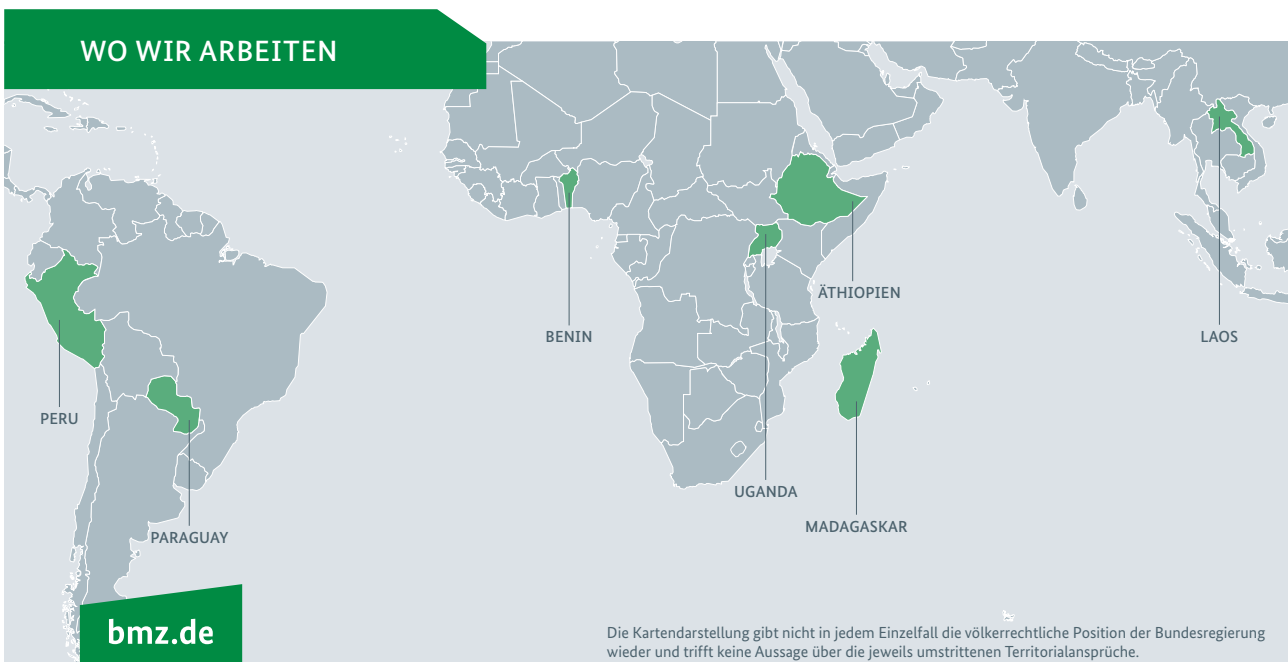 WO WIR ARBEITEN
ÄTHIOPIEN
BENIN
LAOS
PERU
UGANDA
MADAGASKAR
PARAGUAY
bmz.de
Die Kartendarstellung gibt nicht in jedem Einzelfall die völkerrechtliche Position der Bundesregierung
wieder und trifft keine Aussage über die jeweils umstrittenen Territorialansprüche.